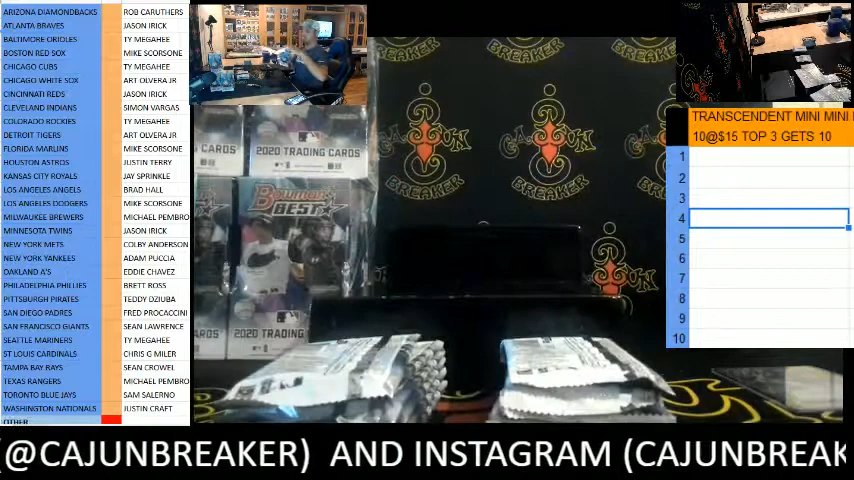 ARIZONA DIAMONDBACKS ROB CARUTHERS
ATLANTA BRAVES JASON IRICK
BALTIMORE ORIOLES TY MEGAHEE
BOSTON RED SOX MIKE SCORSONE
CHICAGO CUBS TY MEGAHEE
CHICAGO WHITE SOX ART OLVERA JR
CINCINATI REDS JASON IRICK
CLEVELAND INDIANS SIMON VARGAS
COLORADO ROCKIES TY MEGAHEE
DETROIT TIGERS ART OLVERA JR
FLORIDA MARLINS MIKE SCORSONE
HOUSTON ASTROS JUSTIN TERRY
KANSAS CITY ROYALS JAY SPRINKLE
LOS ANGELES ANGELS BRAD HALL
LOS ANGELES DODGERS MIKE SCORSONE
MILWAUKEE BREWERS MICHAEL PEMBRO
MINNESOTA TWINS JASON IRICK
NEW YORK METS COLBY ANDERSON
NEW YORK YANKEES ADAM PUCCIA
OAKLAND A'S EDDIE CHAVEZ
PHILADELPHIA PHILLIES BRETT ROSS
PITTSBURGH PIRATES TEDDY DZIUBA
SAN DIEGO PADRES FRED PROCACCINI
SAN FRANCISCO GIANTS SEAN LAWRENCE
SEATTLE MARINERS TY MEGAHEE
ST LOUIS CARDINALS CHRIS G MILER
TAMPA BAY RAYS SEAN CROWEL
TEXAS RANGERS MICHAEL PEMBRO
TORONTO BLUE JAYS SAM SALERNO
WASHINGTON NATIONALS JUSTIN CRAFT
OTHER
BREAKER
BREAKER
BREAKER
CAJUN
BREAKER
CAJUN
BREAKER
CARDS
2020 TRADING CARDS
BOWMAN'S
BEST
RDS
2020 TRADING
TRANSCENDENT MINI MINI
10@$15 TOP 3 GETS 10
1
2
3
4
5
6
7
8
9
10
(@CAJUNBREAKER) AND INSTAGRAM (CAJUNBREAK